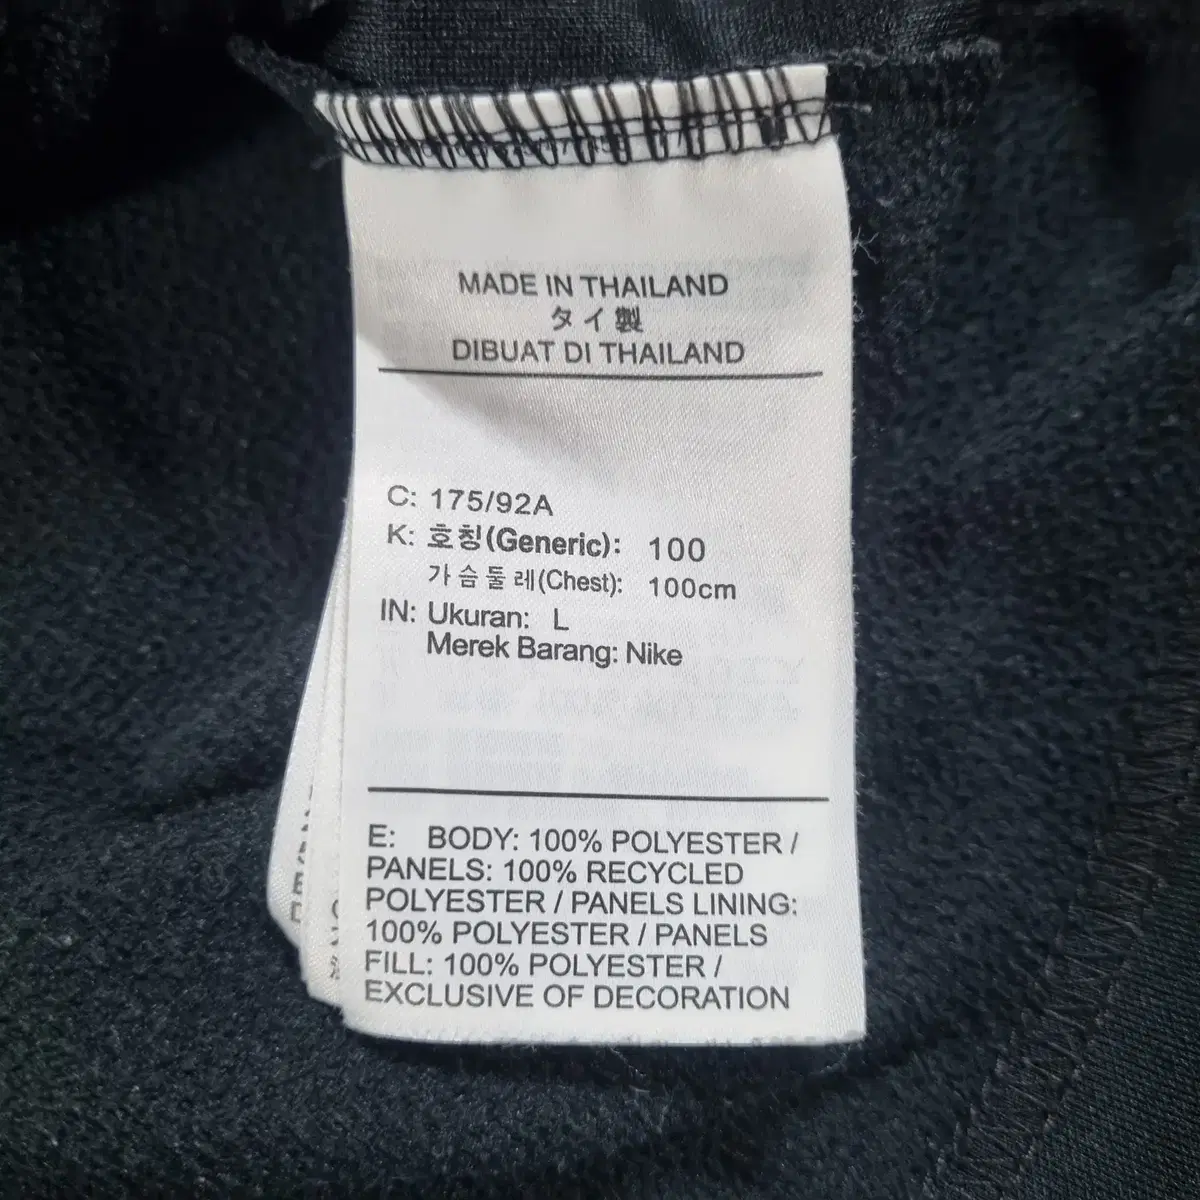 MADE IN THAILAND
タイ製
DIBUAT DI THAILAND
C: 175/92A
K: 호칭(Generic): 100
가슴둘레(Chest): 100cm
IN: Ukuran: L
Merek Barang: Nike
E: BODY: 100% POLYESTER /
PANELS: 100% RECYCLED
POLYESTER / PANELS LINING:
100% POLYESTER / PANELS
FILL: 100% POLYESTER /
EXCLUSIVE OF DECORATION